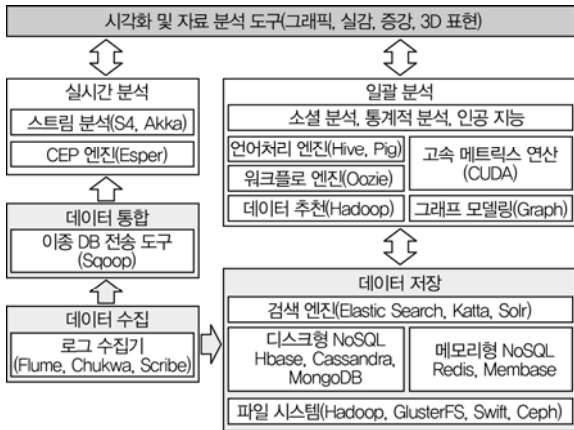 시각화 및 자료 분석 도구(그래픽, 실감, 증강, 3D 표현)
실시간 분석
스트림 분석(S4, Akka)
CEP 엔진(Esper)
데이터 통합
이종 DB 전송 도구
(Sqoop)
데이터 수집
로그 수집기
(Flume, Chukwa, Scribe)
일괄 분석
소셜 분석, 통계적 분석, 인공 지능
언어처리 엔진(Hive, Pig)
워크플로 엔진(Oozie)
데이터 추천(Hadoop)
고속 메트릭스 연산
(CUDA)
그래프 모델링(Graph)
데이터 저장
검색 엔진(Elastic Search, Katta, Solr)
디스크형 NoSQL
Hbase, Cassandra,
MongoDB
메모리형 NoSQL
Redis, Membase
파일 시스템(Hadoop, GlusterFS, Swift, Ceph)